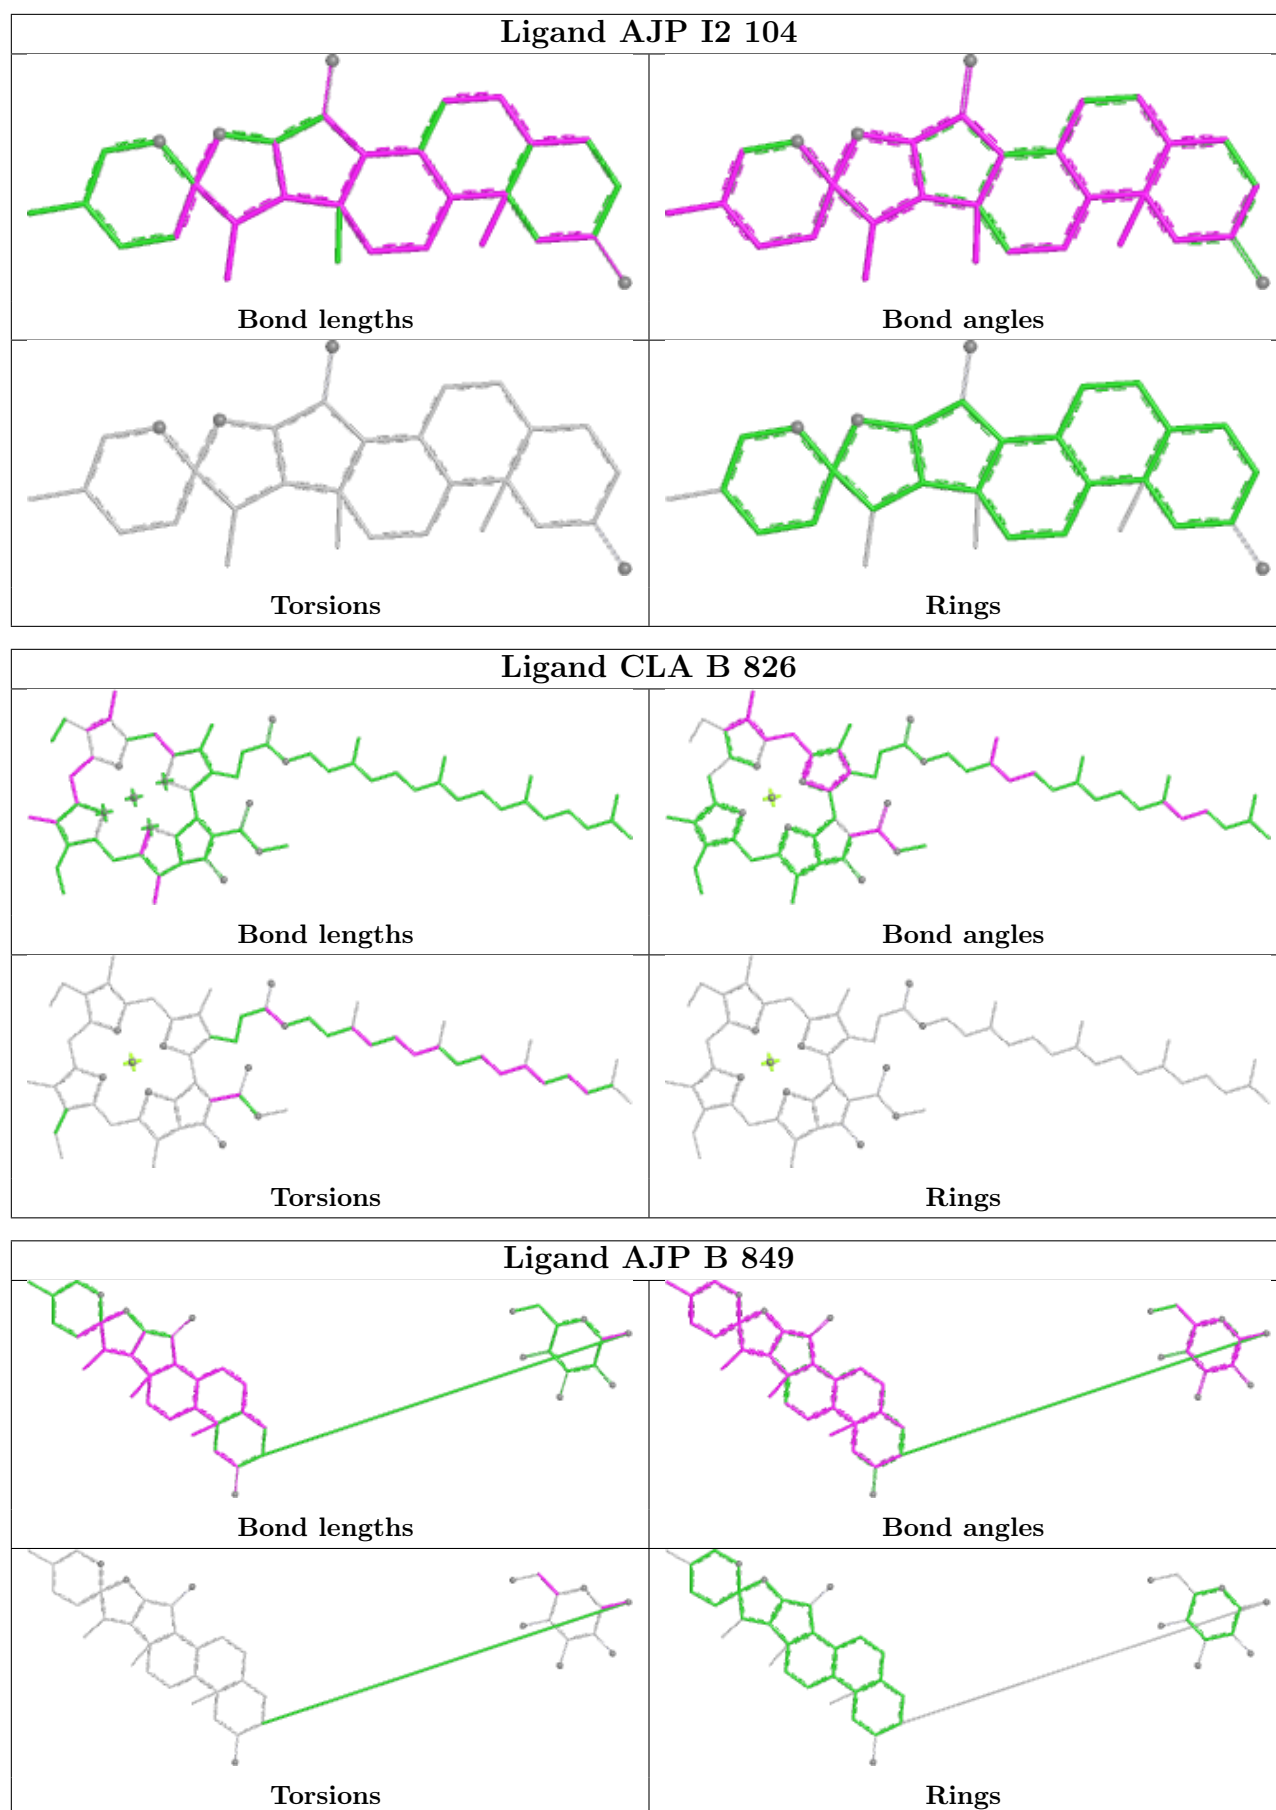 Ligand AJP I2 104
Bond lengths
Bond angles
Torsions
Rings
Ligand CLA B 826
Bond lengths
Bond angles
Torsions
Rings
Ligand AJP B 849
Bond lengths
Bond angles
Torsions
Rings